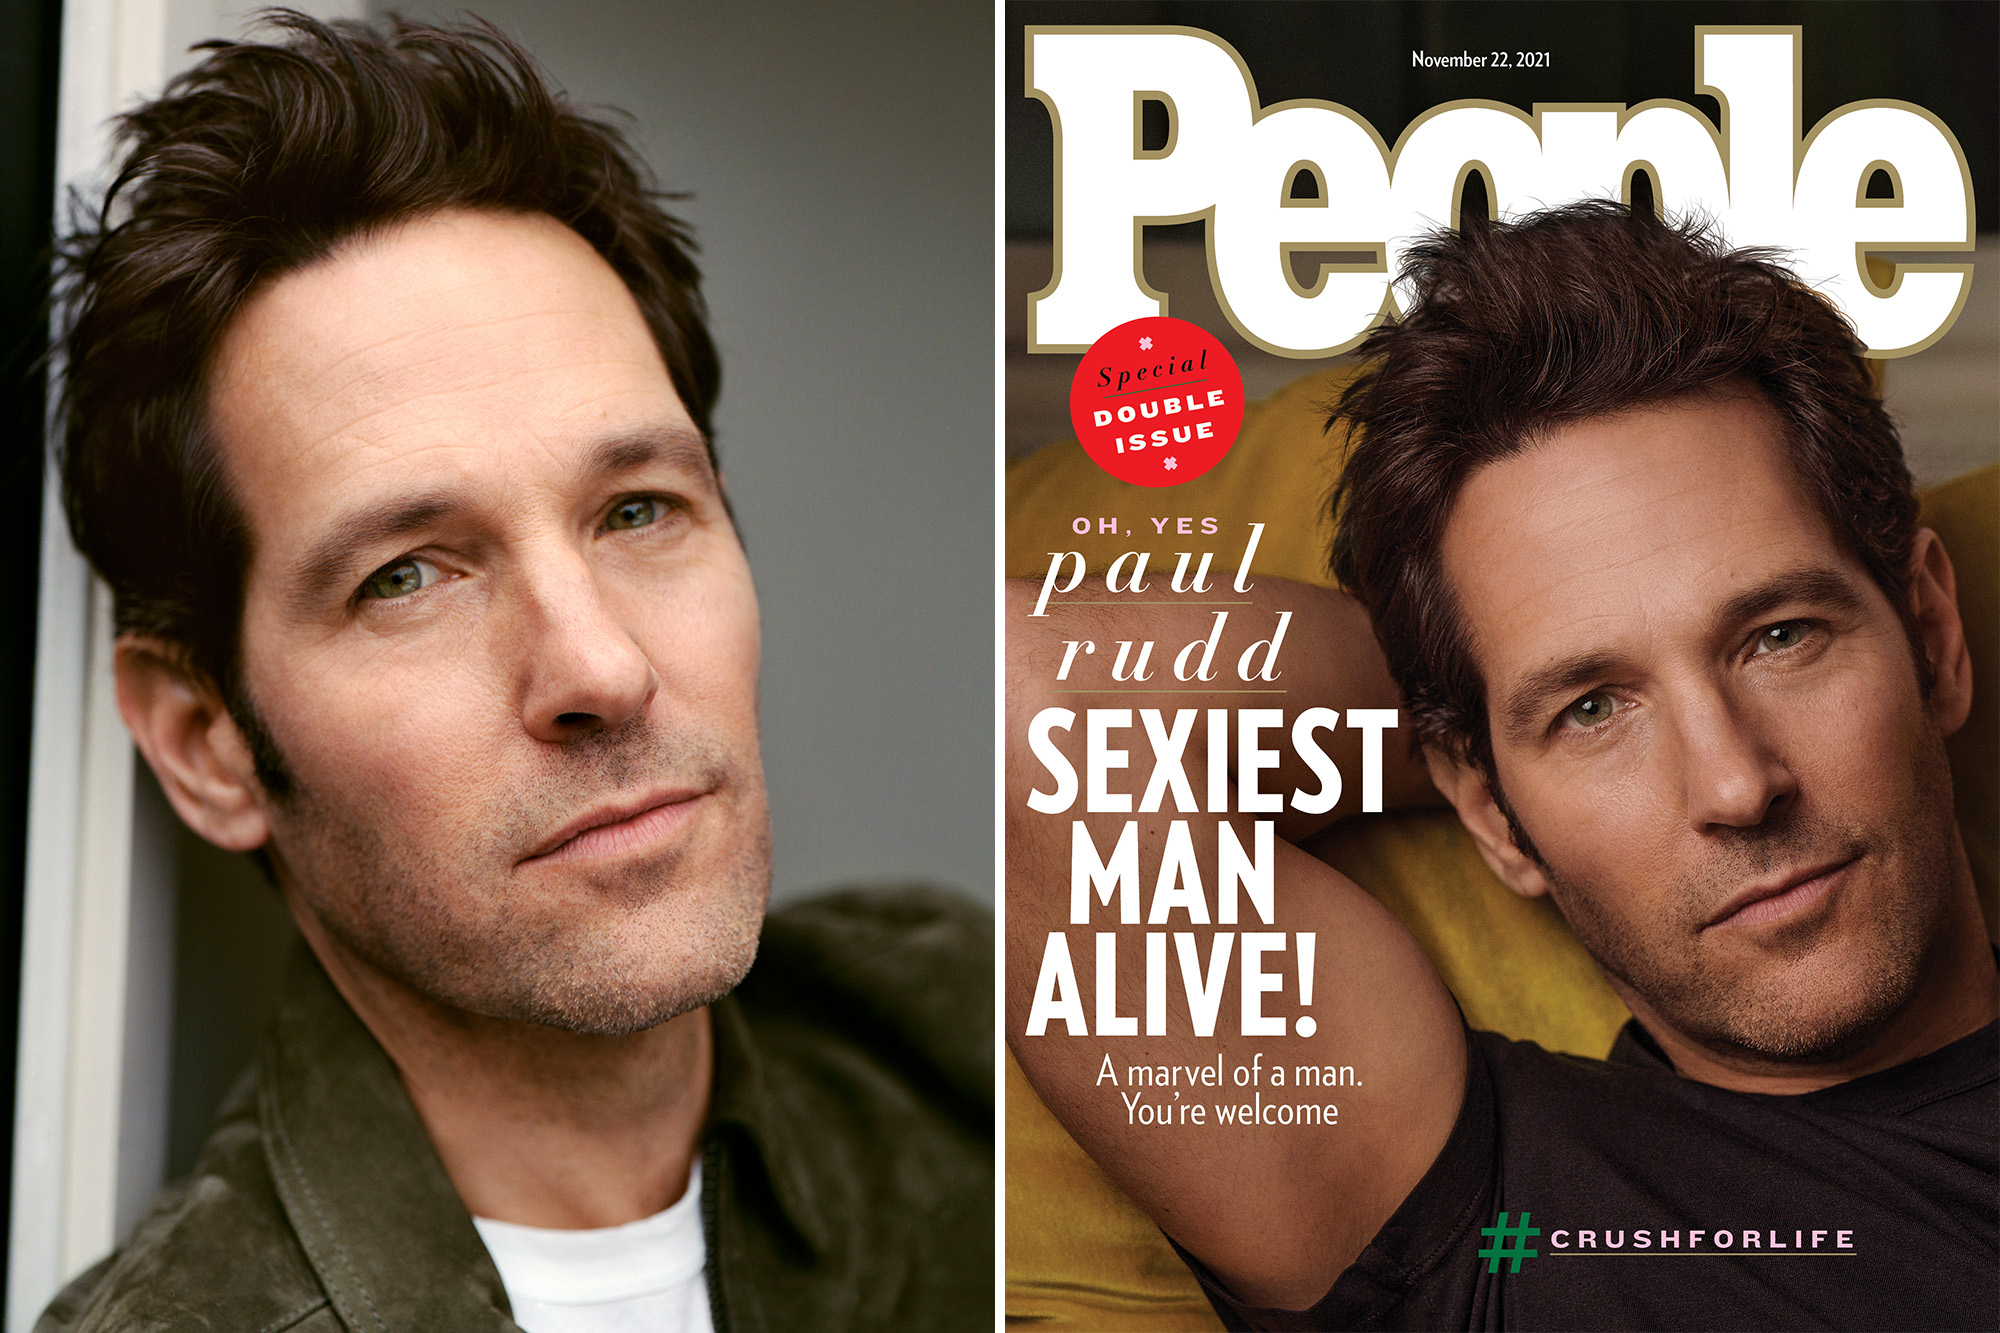 November 22, 2021
People
Special
DOUBLE
ISSUE
OH, YES
paul
rudd
SEXIEST
MAN
ALIVE!
A marvel of a man.
You're welcome
#CRUSHFORLIFE